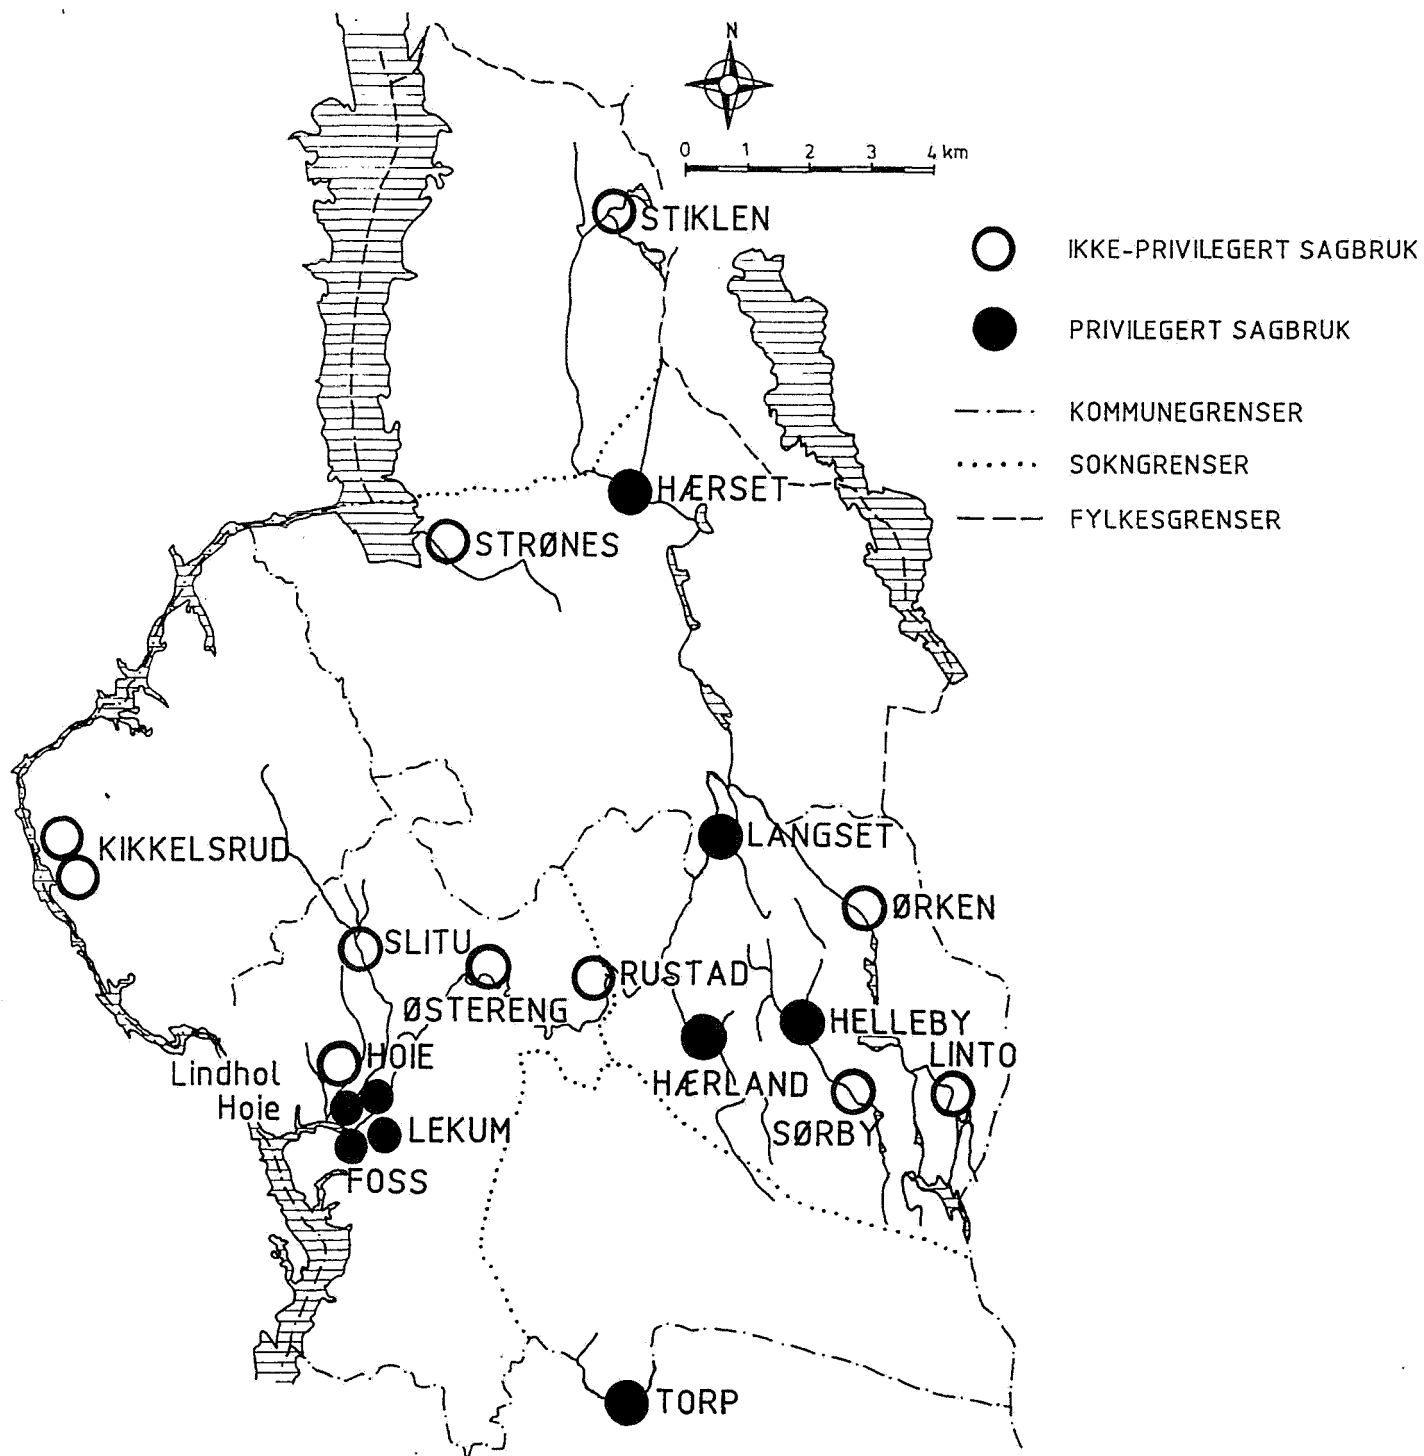 N
0 1 2 3 4 km
STIKLEN
IKKE-PRIVILEGERT SAGBRUK
PRIVILEGERT SAGBRUK
KOMMUNEGRENSER
SOKNGRENSER
FYLKESGRENSER
HÆRSET
STRØNES
LANGSET
KIKKELSRUD
ØRKEN
SLITU
RUSTAD
ØSTERENG
HELLEBY
HOIE
LINTO
Lindhol
HÆRLAND
Hoie
LEKUM
SØRBY
FOSS
TORP